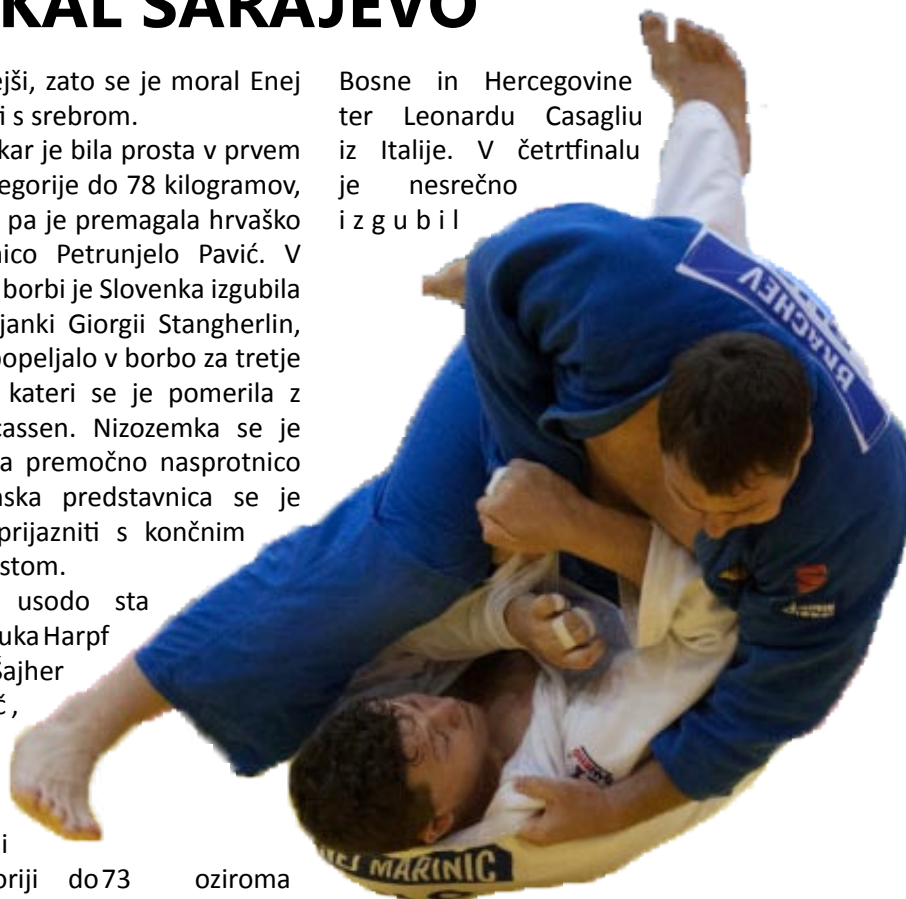 KAL SARAJEVO
ejši, zato se je moral Enej
i s srebrom.
kar je bila prosta v prvem
egorije do 78 kilogramov,
pa je premagala hrvaško
nico Petrunjelo Pavić. V
borbi je Slovenka izgubila
janki Giorgii Stangherlin,
popeljalo v borbo za tretje
kateri se je pomerila z
cassen. Nizozemka se je
a premočno nasprotnico
nska predstavnica se je
prijazniti s končnim
stom.
usodo sta
uka Harpf
Šajher
č,
i
oriji do 73 oziroma
Bosne in Hercegovine
ter Leonardu Casagliu
iz Italije. V četrtfinalu
je nesrečno
izgubil
BRACHEV
NEJ MARINIC